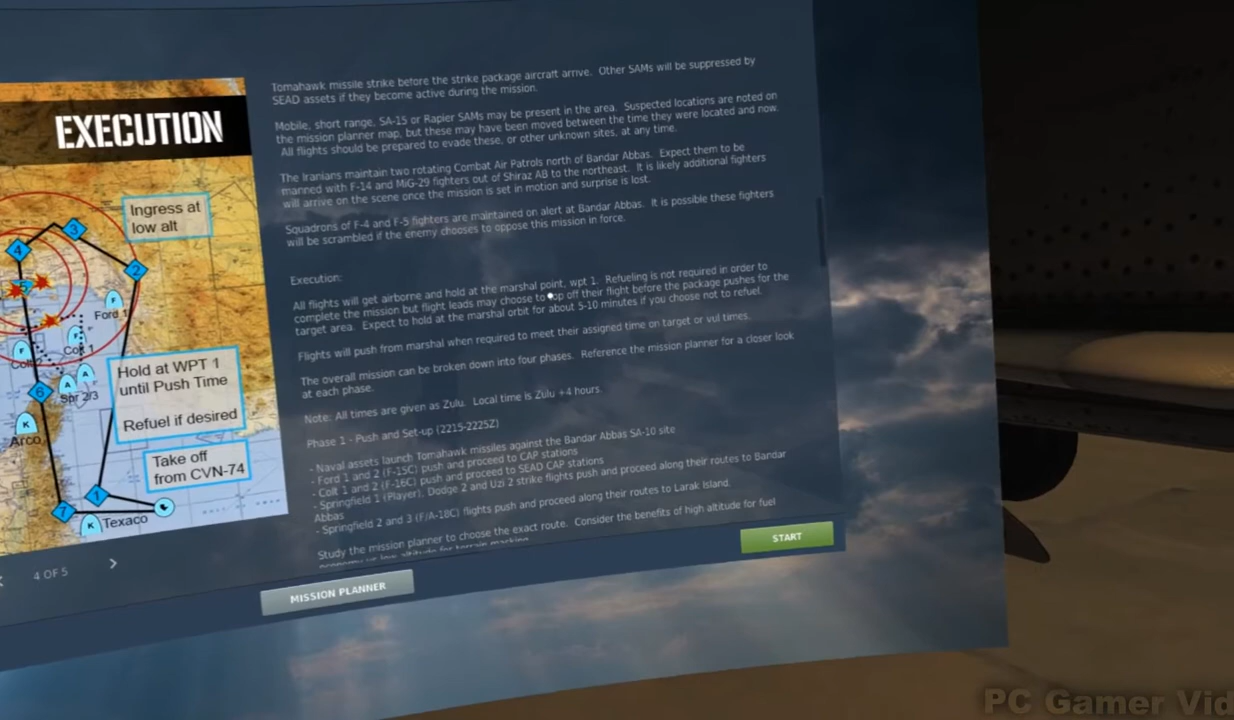 EXECUTION
Ingress at
low alt
3
4
2
Ford 1
Colt 1
6
Spr 2/3
Arco
Hold at WPT 1
until Push Time
Refuel if desired
Take off
from CVN-74
1
7
Texaco
F
F
F
A
A
K
K
4 OF 5
Tomahawk missile strike before the strike package aircraft arrive. Other SAMs will be suppressed by
SEAD assets if they become active during the mission.
Mobile, short range, SA-15 or Rapier SAMs may be present in the area. Suspected locations are noted on
the mission planner map, but these may have been moved between the time they were located and now.
All flights should be prepared to evade these, or other unknown sites, at any time.
The Iranians maintain two rotating Combat Air Patrols north of Bandar Abbas. Expect them to be
manned with F-14 and MiG-29 fighters out of Shiraz AB to the northeast. It is likely additional fighters
will arrive on the scene once the mission is set in motion and surprise is lost.
Squadrons of F-4 and F-5 fighters are maintained on alert at Bandar Abbas. It is possible these fighters
will be scrambled if the enemy chooses to oppose this mission in force.
Execution:
All flights will get airborne and hold at the marshal point, wpt 1. Refueling is not required in order to
complete the mission but flight leads may choose to top off their flight before the package pushes for the
target area. Expect to hold at the marshal orbit for about 5-10 minutes if you choose not to refuel.
Flights will push from marshal when required to meet their assigned time on target or vul times.
The overall mission can be broken down into four phases. Reference the mission planner for a closer look
at each phase.
Note: All times are given as Zulu. Local time is Zulu +4 hours.
Phase 1 - Push and Set-up (2215-2225Z)
- Naval assets launch Tomahawk missiles against the Bandar Abbas SA-10 site
- Ford 1 and 2 (F-15C) push and proceed to CAP stations
- Colt 1 and 2 (F-16C) push and proceed to SEAD CAP stations
- Springfield 1 (Player), Dodge 2 and Uzi 2 strike flights push and proceed along their routes to Bandar
Abbas
- Springfield 2 and 3 (F/A-18C) flights push and proceed along their routes to Larak Island.
Study the mission planner to choose the exact route. Consider the benefits of high altitude for fuel
economy vs low altitude for terrain masking.
MISSION PLANNER
START
PC Gamer Vid